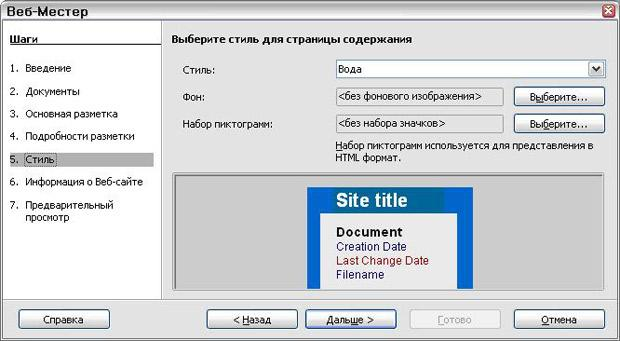 Веб-Мастер
Шаги
1. Введение
2. Документы
3. Основная разметка
4. Подробности разметки
5. Стиль
6. Информация о Веб-сайте
7. Предварительный
просмотр
Выберите стиль для страницы содержания
Стиль:
Вода
Фон:
<без фонового изображения>
Выберите...
Набор пиктограмм:
<без набора значков>
Выберите...
Набор пиктограмм используется для представления в
HTML формат.
Site title
Document
Creation Date
Last Change Date
Filename
Справка
< Назад
Дальше >
Готово
Отмена